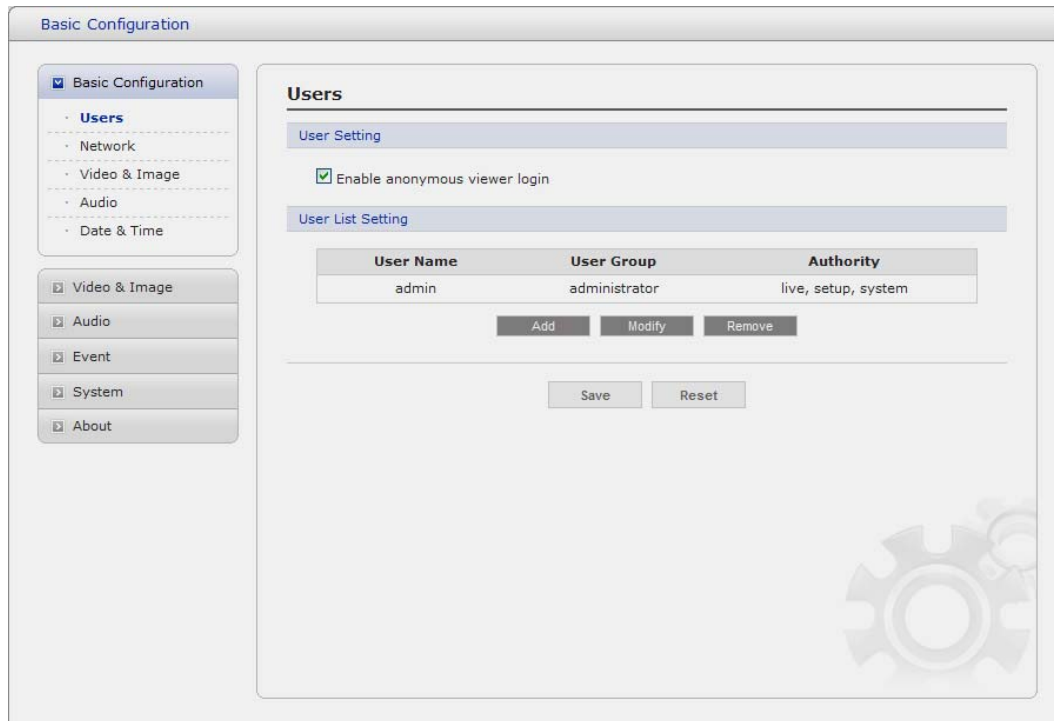 Basic Configuration
Basic Configuration
Users
Network
Video & Image
Audio
Date & Time
Video & Image
Audio
Event
System
About
Users
User Setting
Enable anonymous viewer login
User List Setting
User Name User Group Authority
admin administrator live, setup, system
Add Modify Remove
Save Reset